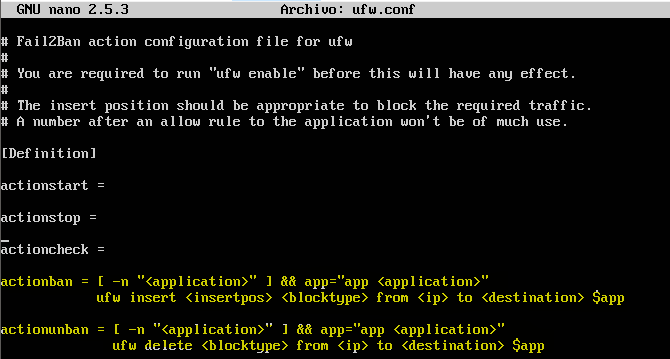 GNU nano 2.5.3 Archivo: ufw.conf
# Fail2Ban action configuration file for ufw
#
# You are required to run "ufw enable" before this will have any effect.
#
# The insert position should be appropriate to block the required traffic.
# A number after an allow rule to the application won't be of much use.
[Definition]
actionstart =
actionstop =
actioncheck =
actionban = [ -n "<application>" ] && app="app <application>"
ufw insert <insertpos> <blocktype> from <ip> to <destination> $app
actionunban = [ -n "<application>" ] && app="app <application>"
ufw delete <blocktype> from <ip> to <destination> $app